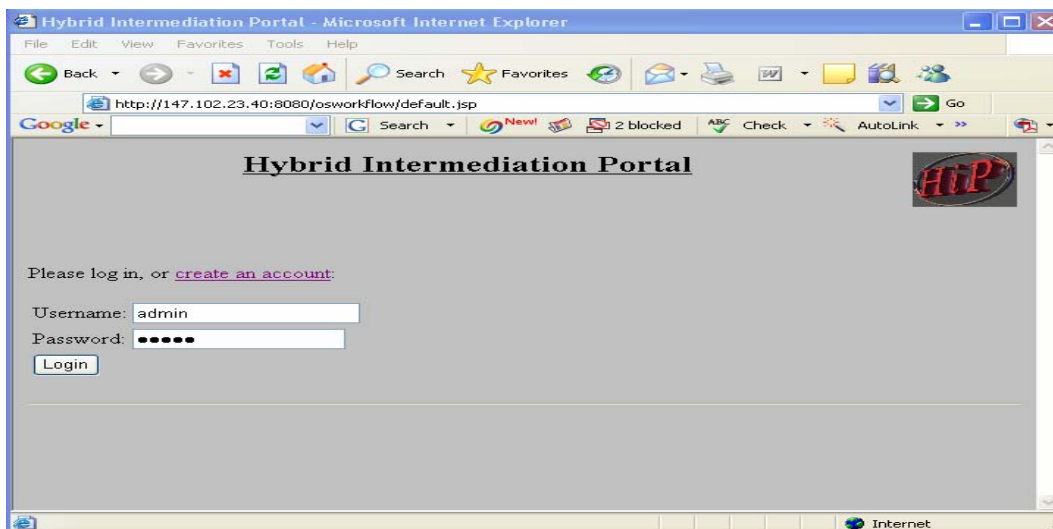 Hybrid Intermediation Portal - Microsoft Internet Explorer
File Edit View Favorites Tools Help
Back Search Favorites W
http://147.102.23.40:8080/osworkflow/default.jsp Go
Google Search New! 2 blocked ABC Check AutoLink »
Hybrid Intermediation Portal
HiP
Please log in, or create an account:
Username: admin
Password: •••••
Login
Internet